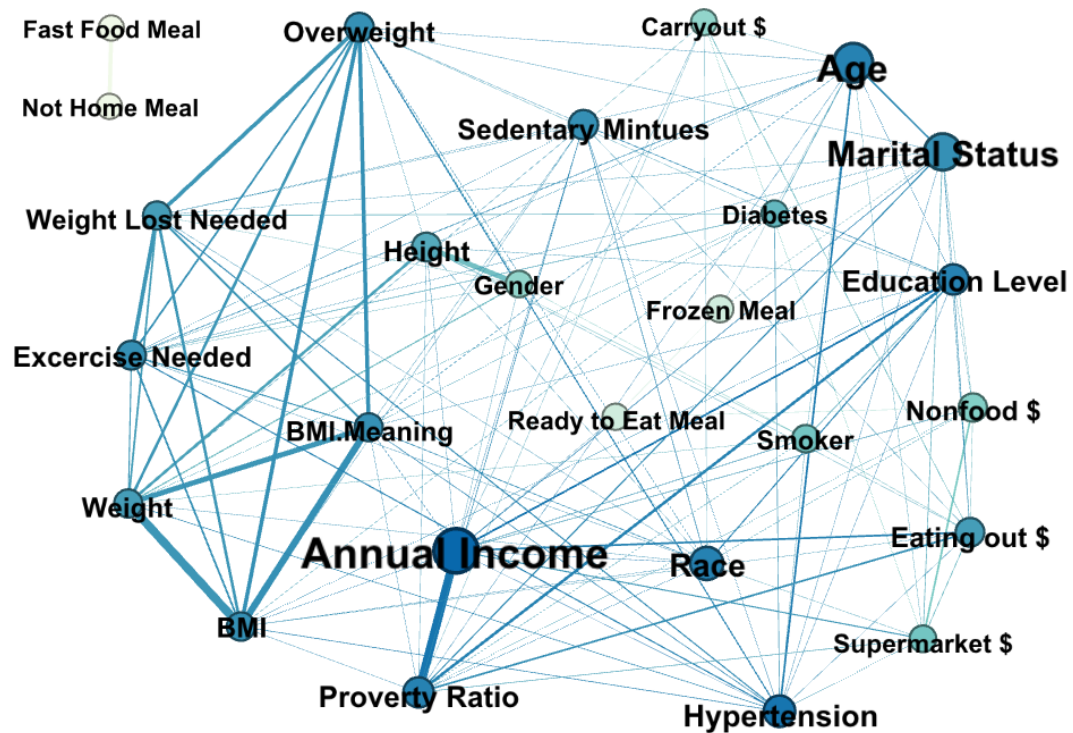 Fast Food Meal
Overweight
Carryout $
Age
Not Home Meal
Sedentary Mintues
Marital Status
Weight Lost Needed
Diabetes
Height
Gender
Education Level
Frozen Meal
Excercise Needed
Ready to Eat Meal
Nonfood $
BMI.Meaning
Smoker
Weight
Eating out $
Annual Income
Race
BMI
Supermarket $
Proverty Ratio
Hypertension